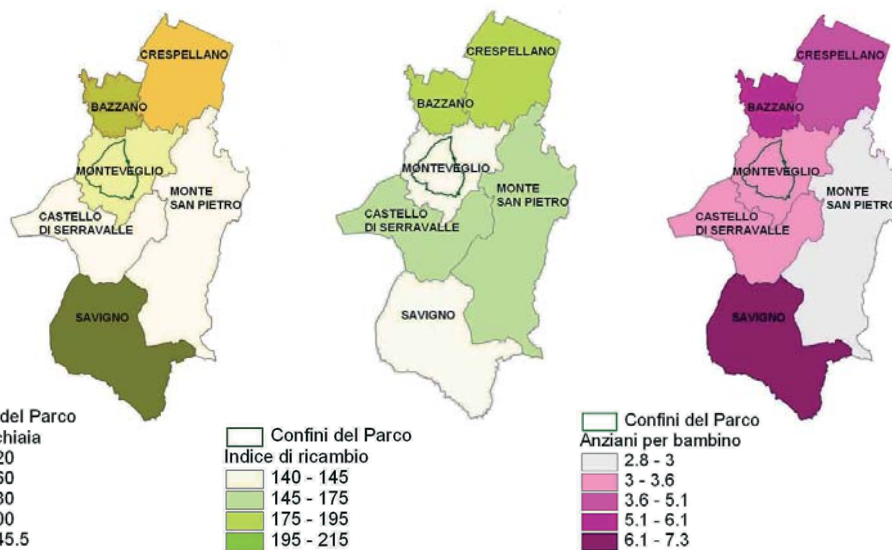 CRESPELLANO
BAZZANO
MONTEVEGLIO
MONTE
SAN PIETRO
CASTELLO
DI SERRAVALLE
SAVIGNO
del Parco
chiaia
20
60
30
00
45.5
CRESPELLANO
BAZZANO
MONTEVEGLIO
MONTE
SAN PIETRO
CASTELLO
DI SERRAVALLE
SAVIGNO
Confini del Parco
Indice di ricambio
140 - 145
145 - 175
175 - 195
195 - 215
CRESPELLANO
BAZZANO
MONTEVEGLIO
MONTE
SAN PIETRO
CASTELLO
DI SERRAVALLE
SAVIGNO
Confini del Parco
Anziani per bambino
2.8 - 3
3 - 3.6
3.6 - 5.1
5.1 - 6.1
6.1 - 7.3